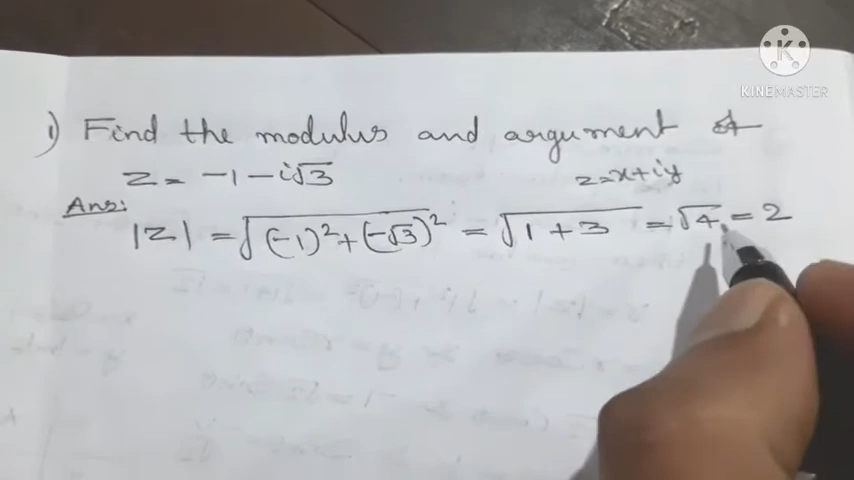 K
KINEMASTER
1) Find the modulus and argument of
z = -1 - i√3 z = x + iy
Ans:
|z| = √(-1)² + (-√3)² = √1 + 3 = √4 = 2